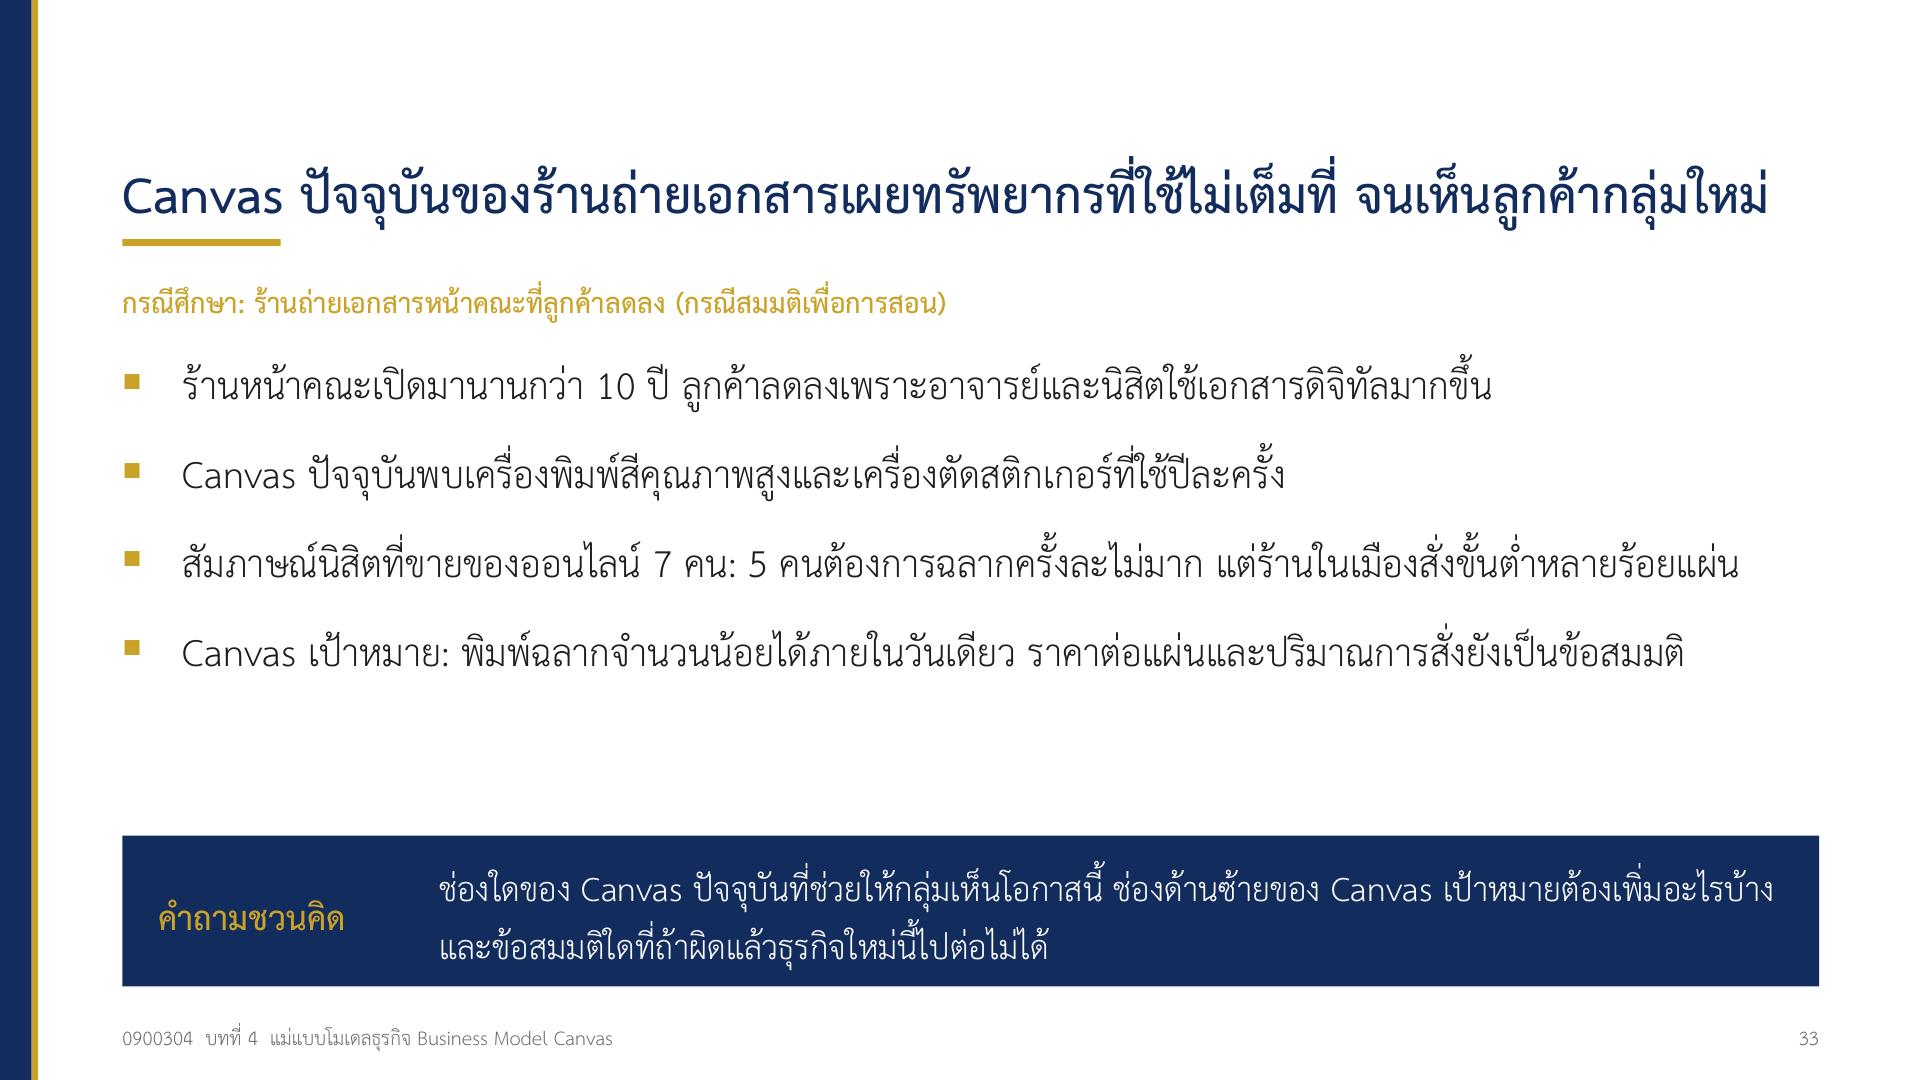 Canvas ปัจจุบันของร้านถ่ายเอกสารเผยทรัพยากรที่ใช้ไม่เต็มที่ จนเห็นลูกค้ากลุ่มใหม่
กรณีศึกษา: ร้านถ่ายเอกสารหน้าคณะที่ลูกค้าลดลง (กรณีสมมติเพื่อการสอน)
▪ ร้านหน้าคณะเปิดมานานกว่า 10 ปี ลูกค้าลดลงเพราะอาจารย์และนิสิตใช้เอกสารดิจิทัลมากขึ้น
▪ Canvas ปัจจุบันพบเครื่องพิมพ์สีคุณภาพสูงและเครื่องตัดสติกเกอร์ที่ใช้ปีละครั้ง
▪ สัมภาษณ์นิสิตที่ขายของออนไลน์ 7 คน: 5 คนต้องการฉลากครั้งละไม่มาก แต่ร้านในเมืองสั่งขั้นต่ำหลายร้อยแผ่น
▪ Canvas เป้าหมาย: พิมพ์ฉลากจำนวนน้อยได้ภายในวันเดียว ราคาต่อแผ่นและปริมาณการสั่งยังเป็นข้อสมมติ
คำถามชวนคิด
ช่องใดของ Canvas ปัจจุบันที่ช่วยให้กลุ่มเห็นโอกาสนี้ ช่องด้านซ้ายของ Canvas เป้าหมายต้องเพิ่มอะไรบ้าง
และข้อสมมติใดที่ถ้าผิดแล้วธุรกิจใหม่นี้ไปต่อไม่ได้
0900304 บทที่ 4 แม่แบบโมเดลธุรกิจ Business Model Canvas
33